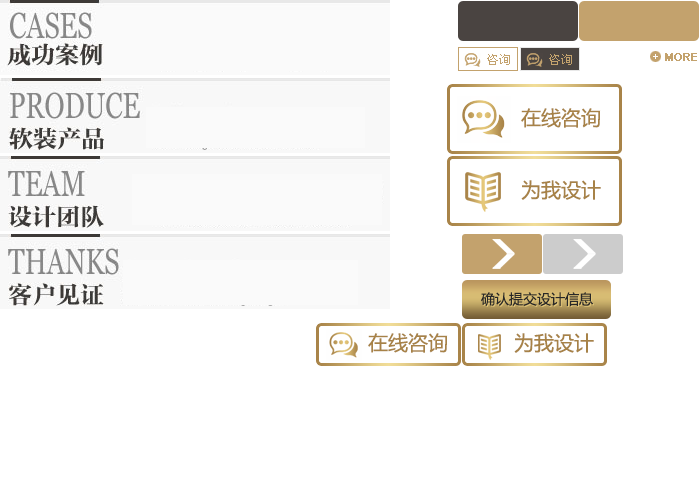 CASES
成功案例
PRODUCE
软装产品
TEAM
设计团队
THANKS
客户见证
咨询
咨询
MORE
在线咨询
为我设计
确认提交设计信息
在线咨询
为我设计